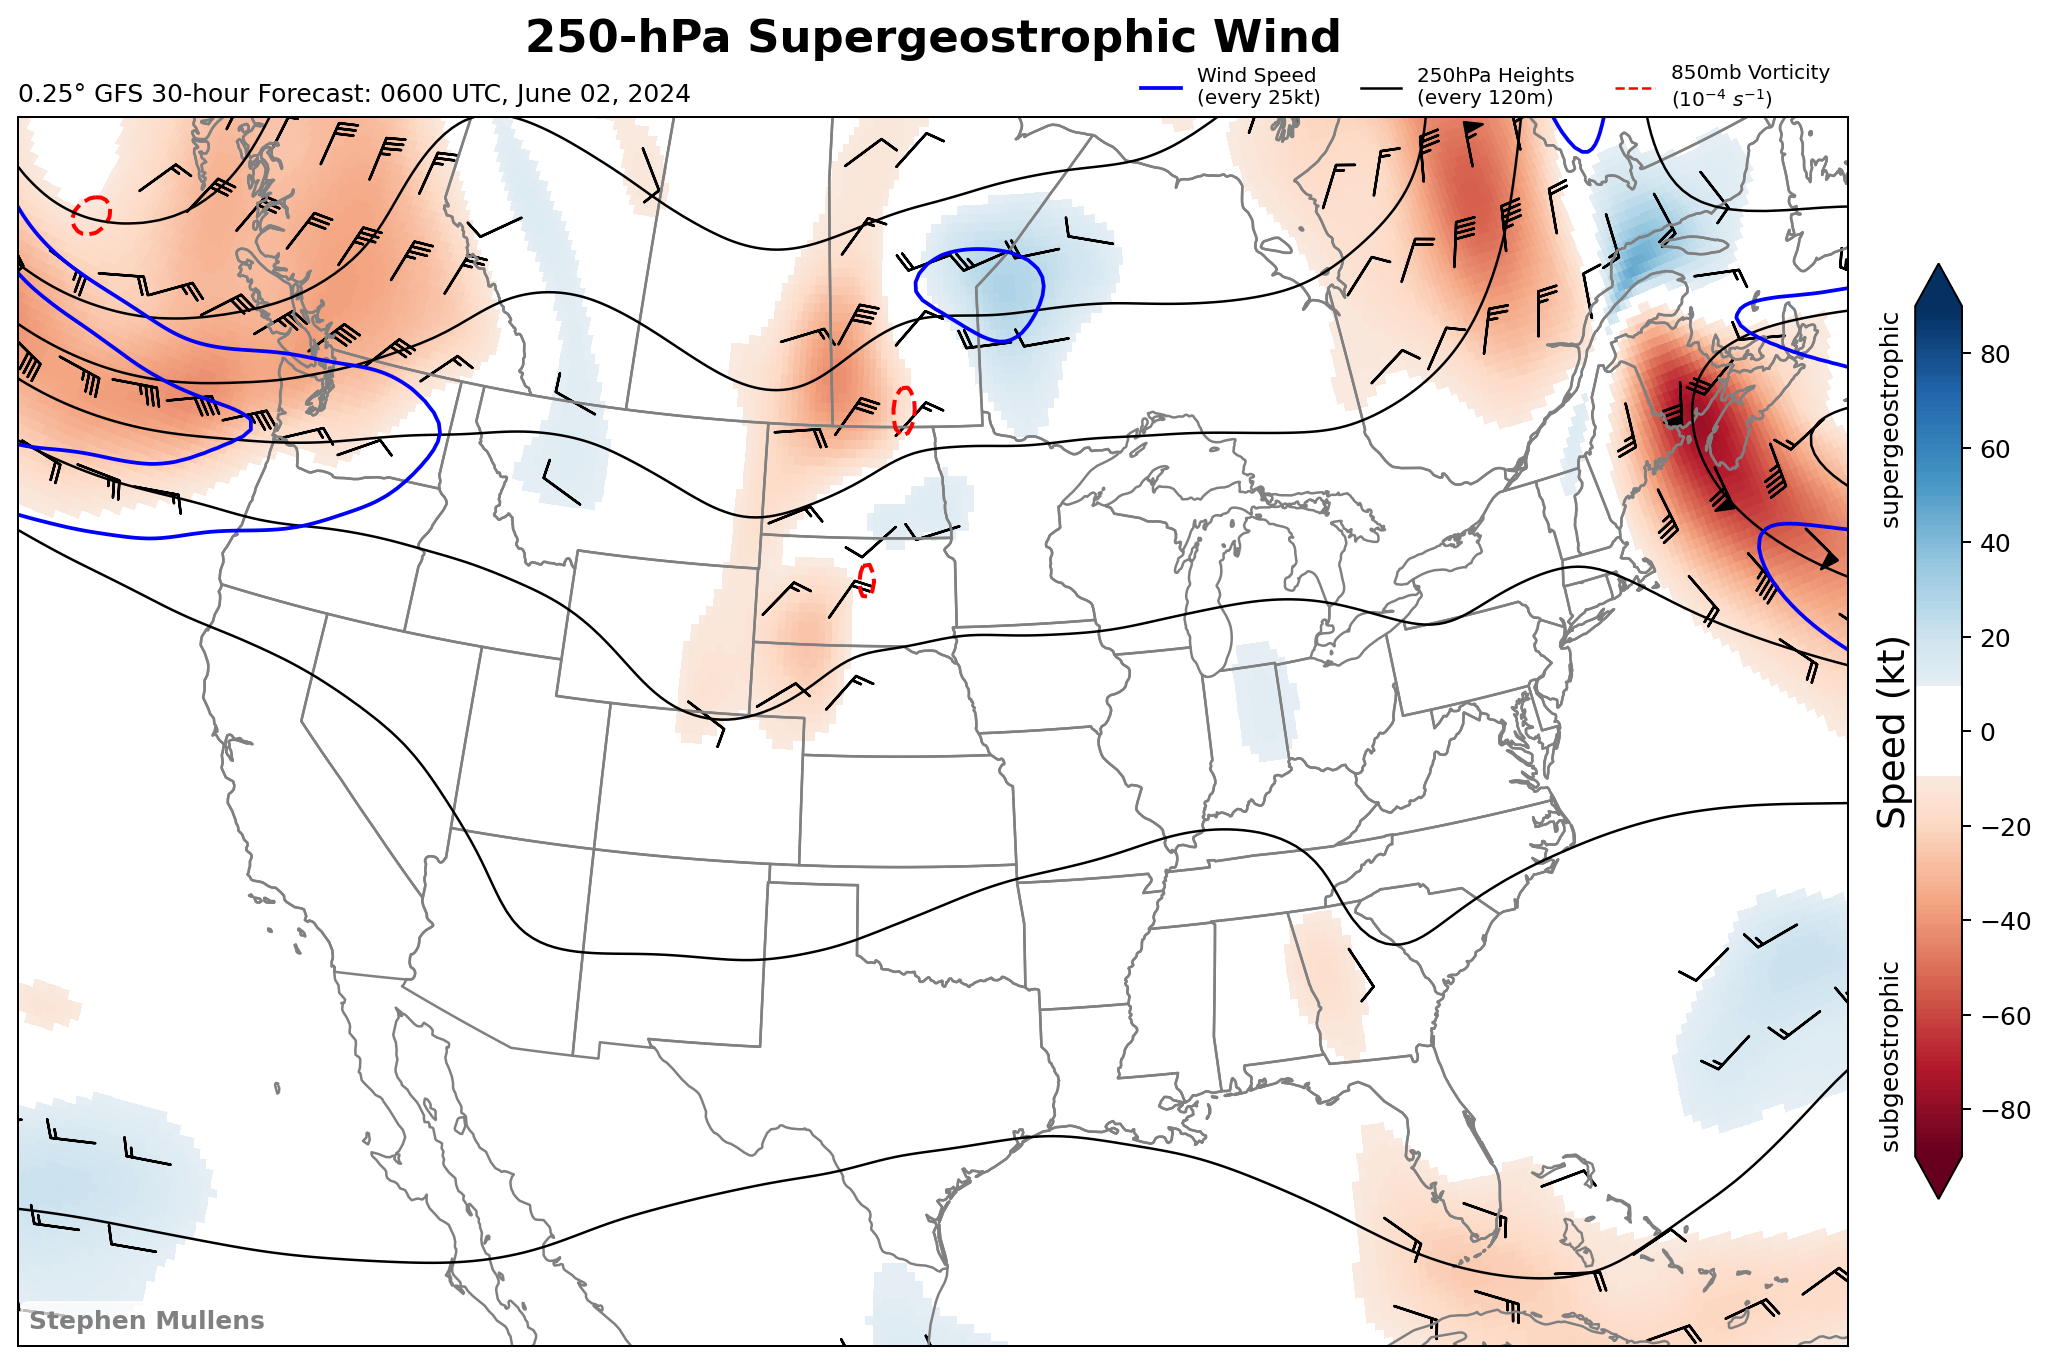 250-hPa Supergeostrophic Wind
0.25° GFS 30-hour Forecast: 0600 UTC, June 02, 2024
Wind Speed
(every 25kt)
250hPa Heights
(every 120m)
850mb Vorticity
(10⁻⁴ s⁻¹)
supergeostrophic
Speed (kt)
subgeostrophic
80
60
40
20
0
−20
−40
−60
−80
Stephen Mullens